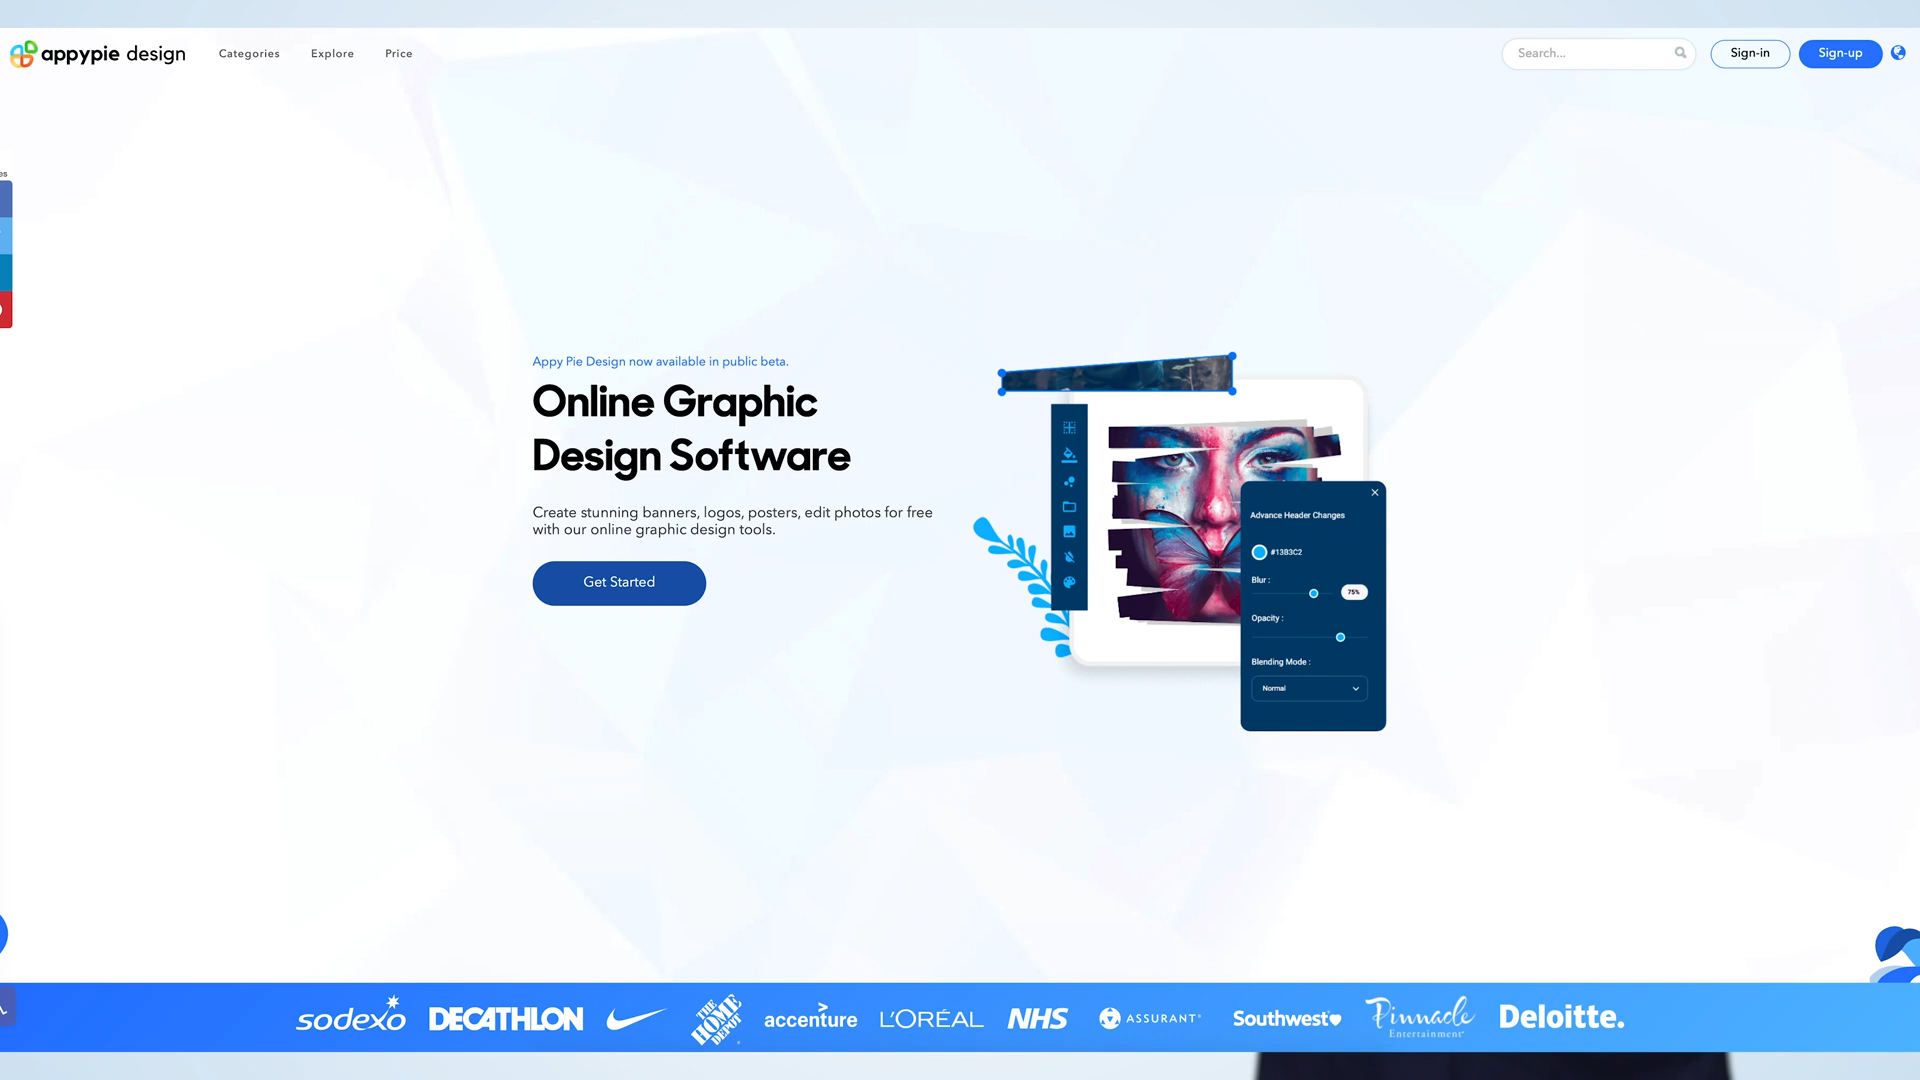 appypie design
Categories
Explore
Price
Search...
Sign-in
Sign-up
es
Appy Pie Design now available in public beta.
Online Graphic
Design Software
Create stunning banners, logos, posters, edit photos for free
with our online graphic design tools.
Get Started
Advance Header Changes
#13B3C2
Blur :
75%
Opacity :
Blending Mode :
Normal
sodexo
DECATHLON
THE HOME DEPOT
accenture
L'ORÉAL
NHS
ASSURANT
Southwest
Pinnacle
Entertainment
Deloitte.